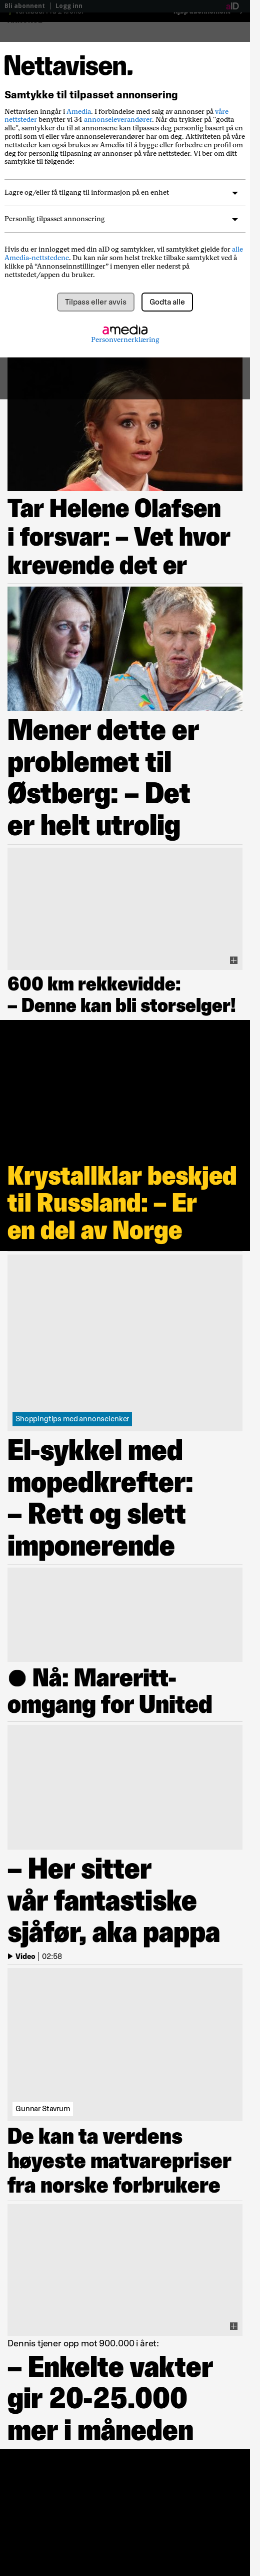 Bli abonnent | Logg inn
aID
Nettavisen.
Samtykke til tilpasset annonsering
Nettavisen inngår i Amedia. I forbindelse med salg av annonser på våre
nettsteder benytter vi 34 annonseleverandører. Når du trykker på "godta
alle", samtykker du til at annonsene kan tilpasses deg personlig basert på en
profil som vi eller våre annonsører har om deg. Aktiviteten din på våre
nettsteder kan også brukes av Amedia til å bygge eller forbedre en profil om
deg for personlig tilpasning av annonser på våre nettsteder. Vi ber om ditt
samtykke til følgende:
Lagre og/eller få tilgang til informasjon på en enhet
Personlig tilpasset annonsering
Hvis du er innlogget med din aID og samtykker, vil samtykket gjelde for alle
Amedia-nettstedene. Du kan når som helst trekke tilbake samtykket ved å
klikke på “Annonseinnstillinger” i menyen eller nederst på
nettstedet/appen du bruker.
Tilpass eller avvis
Godta alle
amedia
Personvernerklæring
Tar Helene Olafsen
i forsvar: – Vet hvor
krevende det er
Mener dette er
problemet til
Østberg: – Det
er helt utrolig
600 km rekkevidde:
– Denne kan bli storselger!
Krystallklar beskjed
til Russland: – Er
en del av Norge
Shoppingtips med annonselenker
El-sykkel med
mopedkrefter:
– Rett og slett
imponerende
● Nå: Mareritt-
omgang for United
– Her sitter
vår fantastiske
sjåfør, aka pappa
Video | 02:58
Gunnar Stavrum
De kan ta verdens
høyeste matvarepriser
fra norske forbrukere
Dennis tjener opp mot 900.000 i året:
– Enkelte vakter
gir 20-25.000
mer i måneden